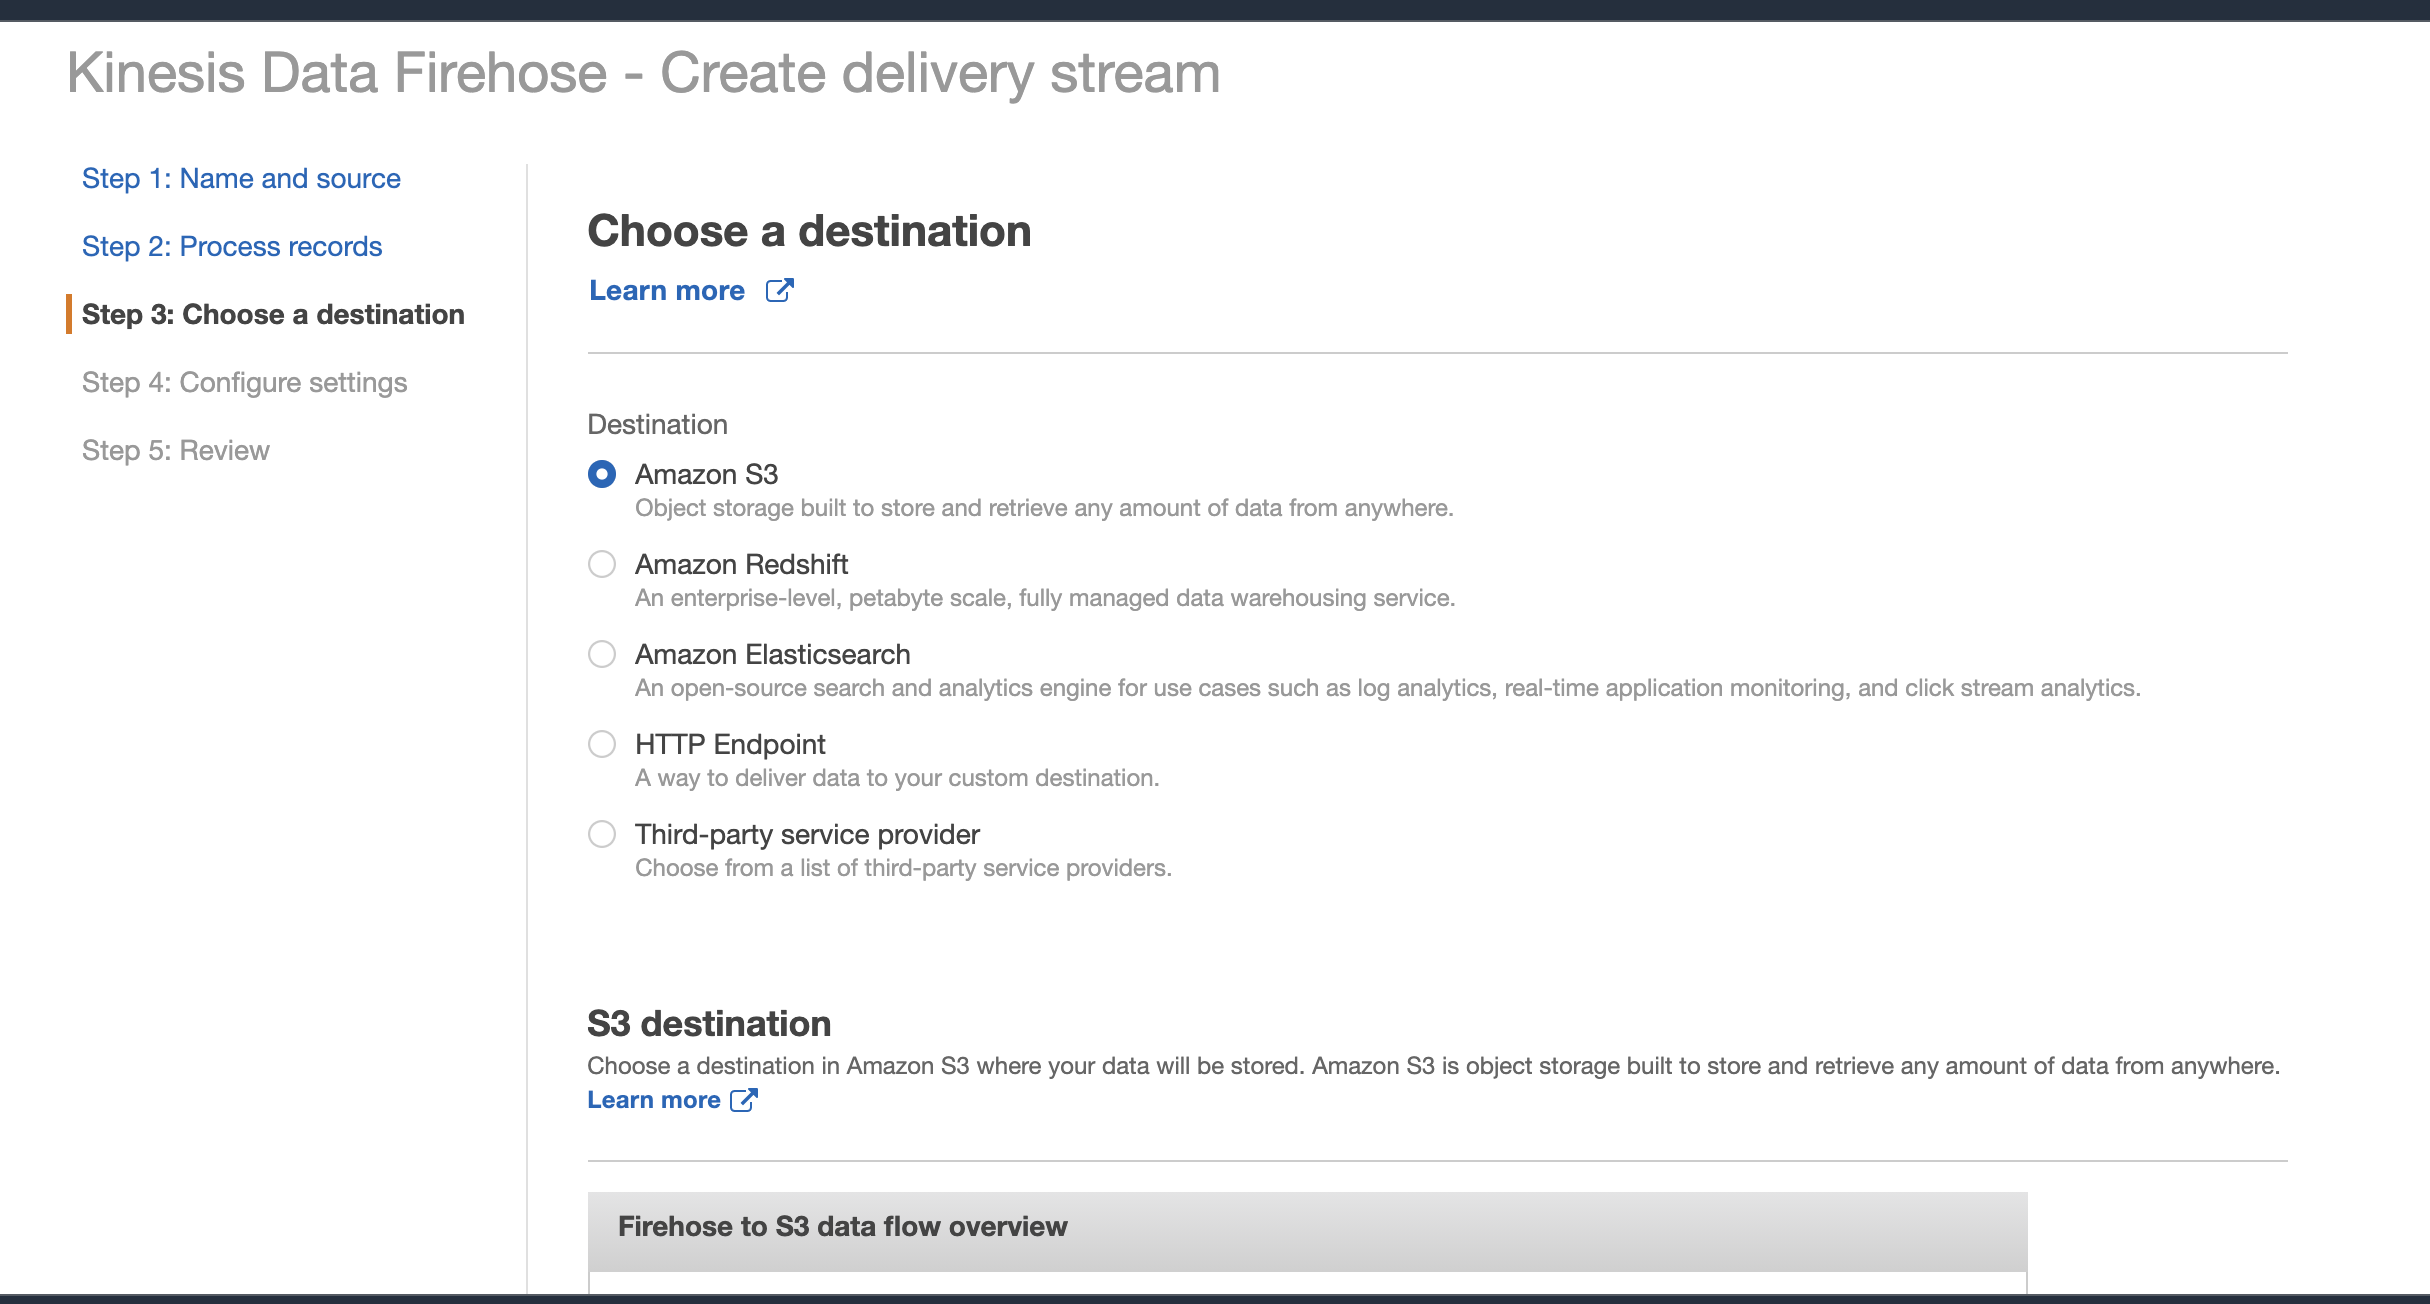 Kinesis Data Firehose - Create delivery stream
Step 1: Name and source
Step 2: Process records
Step 3: Choose a destination
Step 4: Configure settings
Step 5: Review
Choose a destination
Learn more
Destination
Amazon S3
Object storage built to store and retrieve any amount of data from anywhere.
Amazon Redshift
An enterprise-level, petabyte scale, fully managed data warehousing service.
Amazon Elasticsearch
An open-source search and analytics engine for use cases such as log analytics, real-time application monitoring, and click stream analytics.
HTTP Endpoint
A way to deliver data to your custom destination.
Third-party service provider
Choose from a list of third-party service providers.
S3 destination
Choose a destination in Amazon S3 where your data will be stored. Amazon S3 is object storage built to store and retrieve any amount of data from anywhere.
Learn more
Firehose to S3 data flow overview